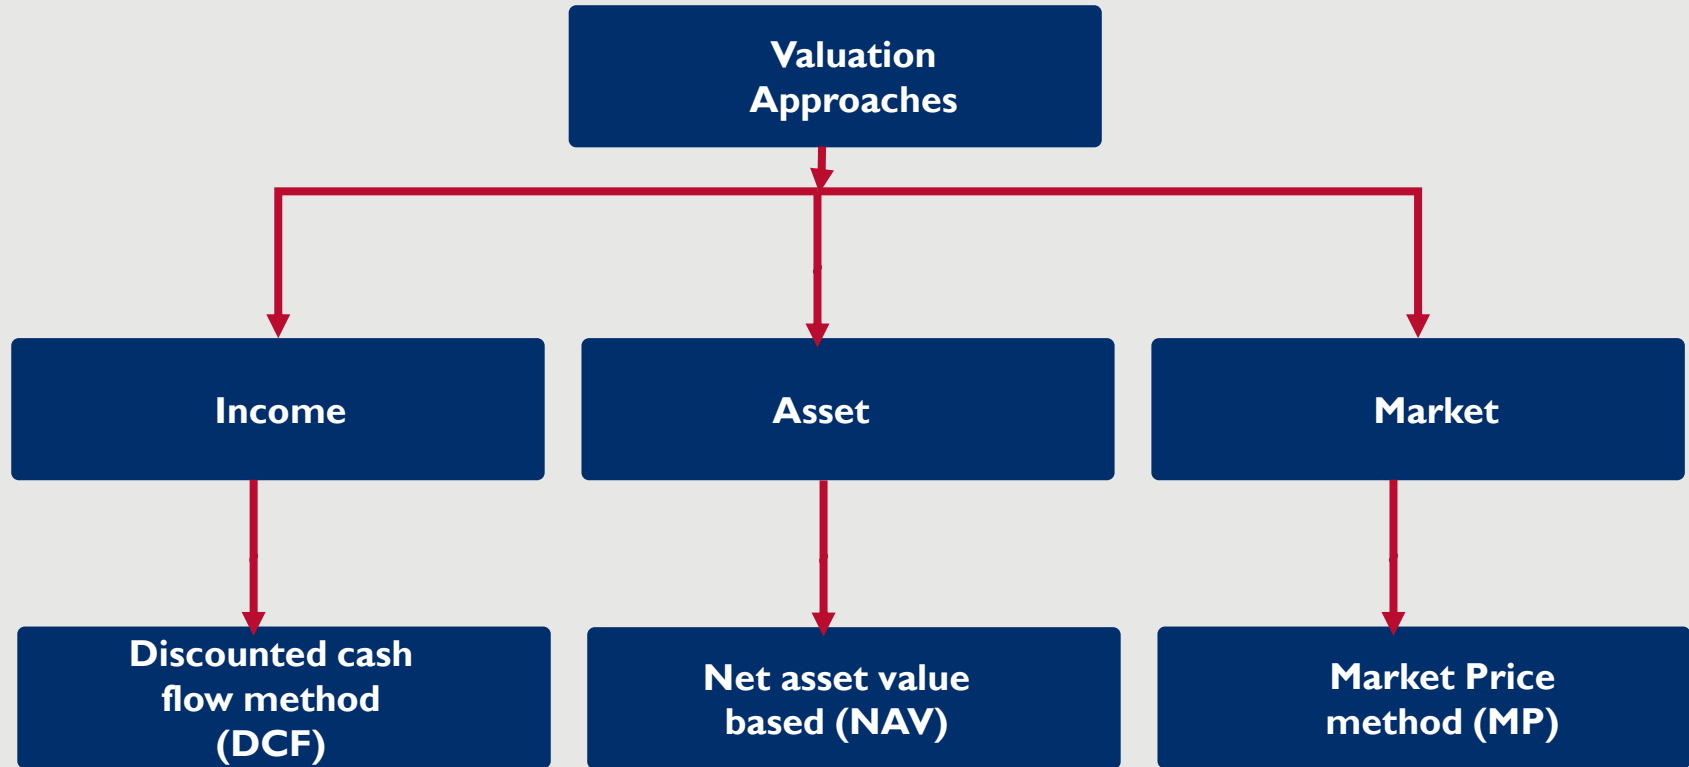 Valuation
Approaches
Income
Asset
Market
Discounted cash
flow method
(DCF)
Net asset value
based (NAV)
Market Price
method (MP)